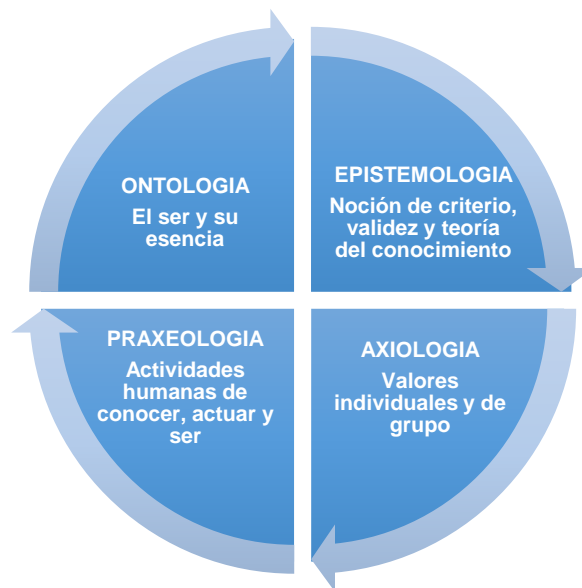 ONTOLOGIA
El ser y su
esencia
EPISTEMOLOGIA
Noción de criterio,
validez y teoría
del conocimiento
PRAXEOLOGIA
Actividades
humanas de
conocer, actuar y
ser
AXIOLOGIA
Valores
individuales y de
grupo